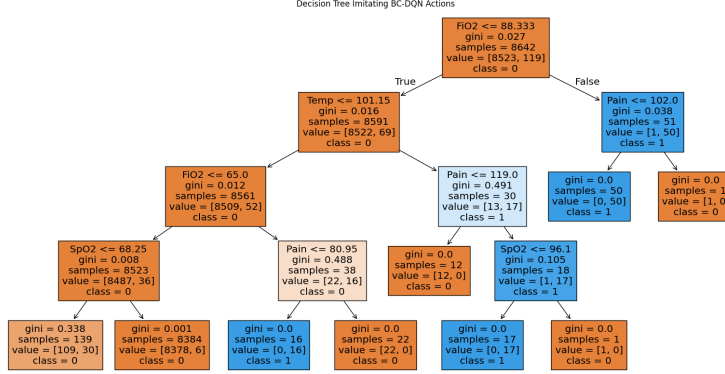 Decision Tree Imitating BC-DQN Actions
FiO2 <= 88.333
gini = 0.027
samples = 8642
value = [8523, 119]
class = 0
True
False
Temp <= 101.15
gini = 0.016
samples = 8591
value = [8522, 69]
class = 0
Pain <= 102.0
gini = 0.038
samples = 51
value = [1, 50]
class = 1
FiO2 <= 65.0
gini = 0.012
samples = 8561
value = [8509, 52]
class = 0
Pain <= 119.0
gini = 0.491
samples = 30
value = [13, 17]
class = 1
gini = 0.0
samples = 50
value = [0, 50]
class = 1
gini = 0.0
samples = 1
value = [1, 0]
class = 0
SpO2 <= 68.25
gini = 0.008
samples = 8523
value = [8487, 36]
class = 0
Pain <= 80.95
gini = 0.488
samples = 38
value = [22, 16]
class = 0
gini = 0.0
samples = 12
value = [12, 0]
class = 0
SpO2 <= 96.1
gini = 0.105
samples = 18
value = [1, 17]
class = 1
gini = 0.338
samples = 139
value = [109, 30]
class = 0
gini = 0.001
samples = 8384
value = [8378, 6]
class = 0
gini = 0.0
samples = 16
value = [0, 16]
class = 1
gini = 0.0
samples = 22
value = [22, 0]
class = 0
gini = 0.0
samples = 17
value = [0, 17]
class = 1
gini = 0.0
samples = 1
value = [1, 0]
class = 0